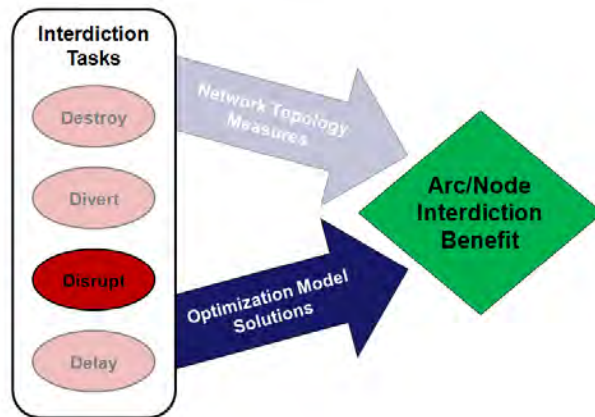 Interdiction
Tasks
Destroy
Divert
Disrupt
Delay
Network Topology
Measures
Optimization Model
Solutions
Arc/Node
Interdiction
Benefit